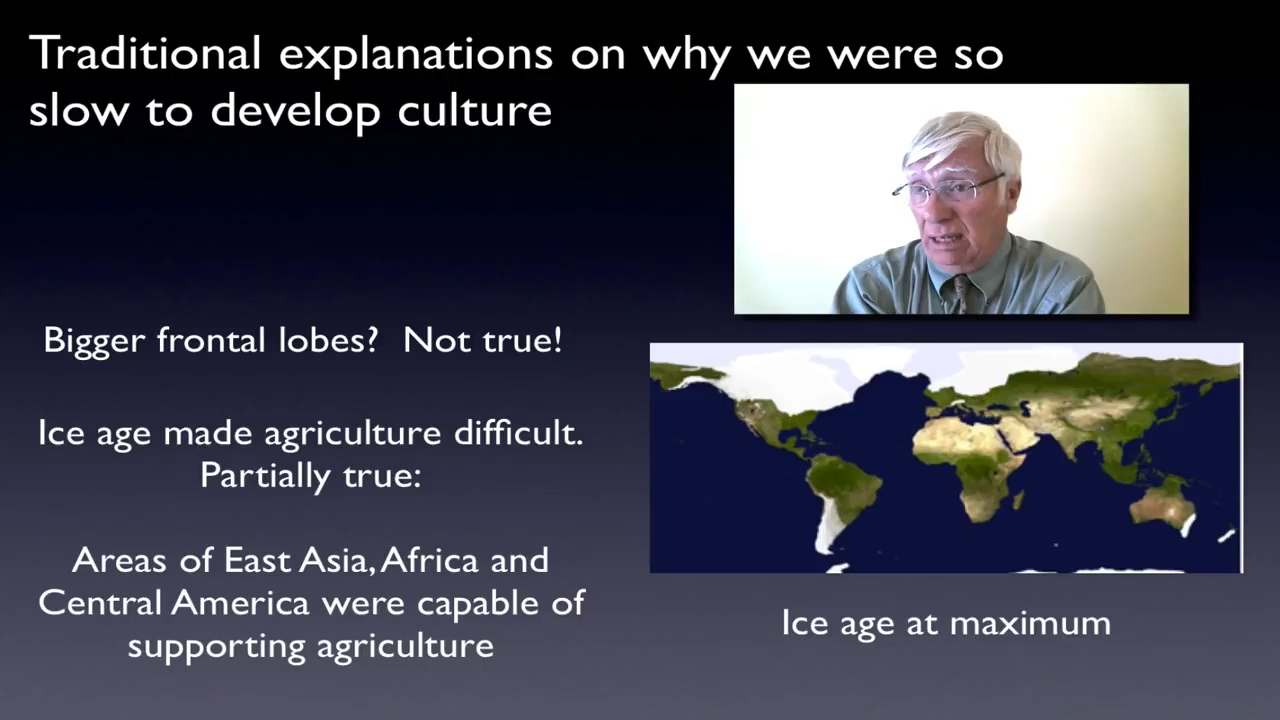 Traditional explanations on why we were so
slow to develop culture
Bigger frontal lobes? Not true!
Ice age made agriculture difficult.
Partially true:
Areas of East Asia, Africa and
Central America were capable of
supporting agriculture
Ice age at maximum